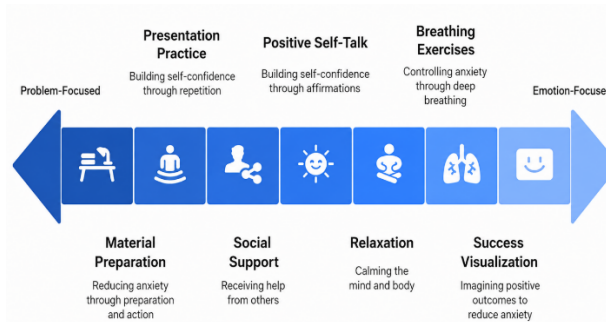 Presentation
Practice
Building self-confidence
through repetition
Positive Self-Talk
Building self-confidence
through affirmations
Breathing
Exercises
Controlling anxiety
through deep
breathing
Problem-Focused
Emotion-Focuse
Material
Preparation
Reducing anxiety
through preparation
and action
Social
Support
Receiving help
from others
Relaxation
Calming the
mind and body
Success
Visualization
Imagining positive
outcomes to
reduce anxiety